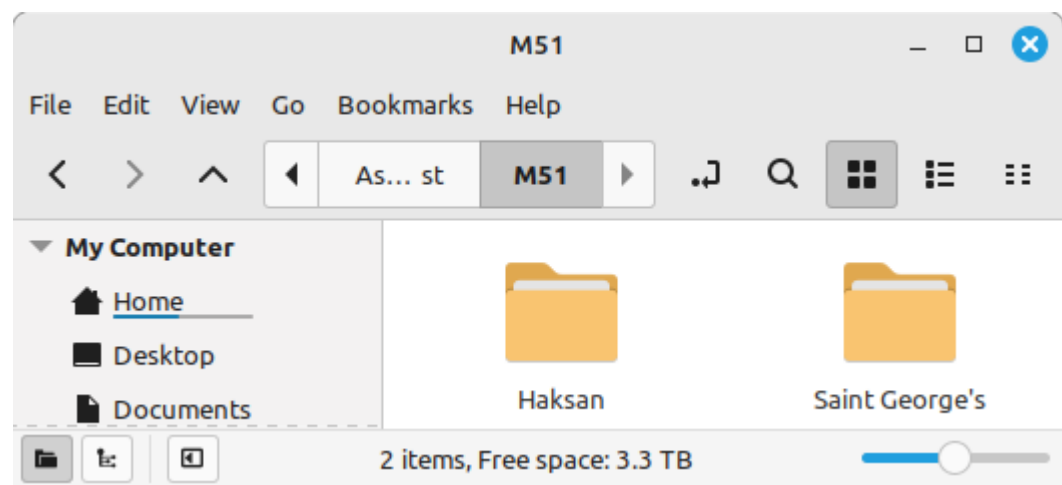 M51
File Edit View Go Bookmarks Help
As... st M51
My Computer
Home
Desktop
Documents
Haksan Saint George's
2 items, Free space: 3.3 TB